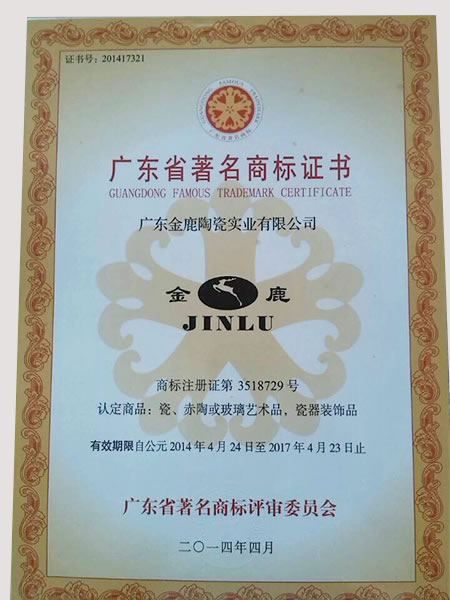 证书号：201417321
广东省著名商标证书
GUANGDONG FAMOUS TRADEMARK CERTIFICATE
广东金鹿陶瓷实业有限公司
金鹿
JINLU
商标注册证第 3518729 号
认定商品：瓷、赤陶或玻璃艺术品，瓷器装饰品
有效期限自公元 2014 年 4 月 24 日至 2017 年 4 月 23 日止
广东省著名商标评审委员会
二〇一四年四月